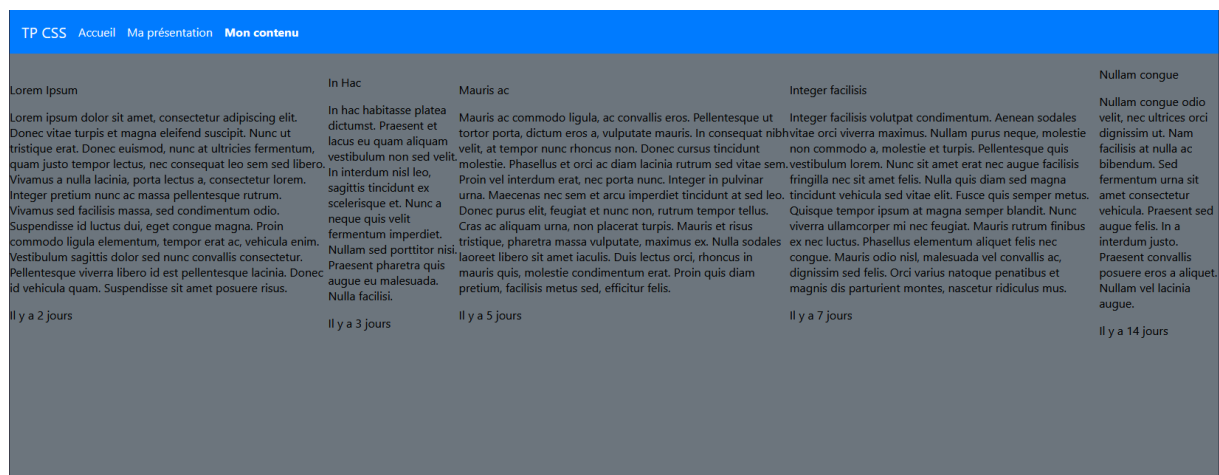 TP CSS Accueil Ma présentation Mon contenu
Lorem Ipsum
Lorem ipsum dolor sit amet, consectetur adipiscing elit.
Donec vitae turpis et magna eleifend suscipit. Nunc ut
tristique erat. Donec euismod, nunc at ultricies fermentum,
quam justo tempor lectus, nec consequat leo sem sed libero.
Vivamus a nulla lacinia, porta lectus a, consectetur lorem.
Integer pretium nunc ac massa pellentesque rutrum.
Vivamus sed facilisis massa, sed condimentum odio.
Suspendisse id luctus dui, eget congue magna. Proin
commodo ligula elementum, tempor erat ac, vehicula enim.
Vestibulum sagittis dolor sed nunc convallis consectetur.
Pellentesque viverra libero id est pellentesque lacinia. Donec
id vehicula quam. Suspendisse sit amet posuere risus.
Il y a 2 jours
In Hac
In hac habitasse platea
dictumst. Praesent et
lacus eu quam aliquam
vestibulum non sed velit.
In interdum nisl leo,
sagittis tincidunt ex
scelerisque et. Nunc a
neque quis velit
fermentum imperdiet.
Nullam sed porttitor nisi.
Praesent pharetra quis
augue eu malesuada.
Nulla facilisi.
Il y a 3 jours
Mauris ac
Mauris ac commodo ligula, ac convallis eros. Pellentesque ut
tortor porta, dictum eros a, vulputate mauris. In consequat nibh
velit, at tempor nunc rhoncus non. Donec cursus tincidunt
molestie. Phasellus et orci ac diam lacinia rutrum sed vitae sem.
Proin vel interdum erat, nec porta nunc. Integer in pulvinar
urna. Maecenas nec sem et arcu imperdiet tincidunt at sed leo.
Donec purus elit, feugiat et nunc non, rutrum tempor tellus.
Cras ac aliquam urna, non placerat turpis. Mauris et risus
tristique, pharetra massa vulputate, maximus ex. Nulla sodales
laoreet libero sit amet iaculis. Duis lectus orci, rhoncus in
mauris quis, molestie condimentum erat. Proin quis diam
pretium, facilisis metus sed, efficitur felis.
Il y a 5 jours
Integer facilisis
Integer facilisis volutpat condimentum. Aenean sodales
vitae orci viverra maximus. Nullam purus neque, molestie
non commodo a, molestie et turpis. Pellentesque quis
vestibulum lorem. Nunc sit amet erat nec augue facilisis
fringilla nec sit amet felis. Nulla quis diam sed magna
tincidunt vehicula sed vitae elit. Fusce quis semper metus.
Quisque tempor ipsum at magna semper blandit. Nunc
viverra ullamcorper mi nec feugiat. Mauris rutrum finibus
ex nec luctus. Phasellus elementum aliquet felis nec
congue. Mauris odio nisl, malesuada vel convallis ac,
dignissim sed felis. Orci varius natoque penatibus et
magnis dis parturient montes, nascetur ridiculus mus.
Il y a 7 jours
Nullam congue
Nullam congue odio
velit, nec ultrices orci
dignissim ut. Nam
facilisis at nulla ac
bibendum. Sed
fermentum urna sit
amet consectetur
vehicula. Praesent sed
augue felis. In a
interdum justo.
Praesent convallis
posuere eros a aliquet.
Nullam vel lacinia
augue.
Il y a 14 jours